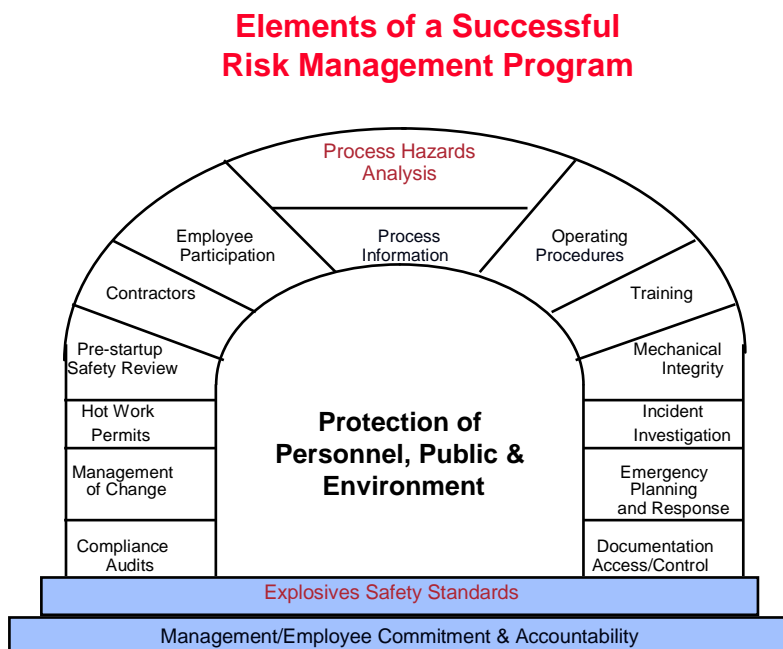 Elements of a Successful
Risk Management Program
Process Hazards
Analysis
Process
Information
Employee
Participation
Contractors
Pre-startup
Safety Review
Hot Work
Permits
Management
of Change
Compliance
Audits
Operating
Procedures
Training
Mechanical
Integrity
Incident
Investigation
Emergency
Planning
and Response
Documentation
Access/Control
Protection of
Personnel, Public &
Environment
Explosives Safety Standards
Management/Employee Commitment & Accountability